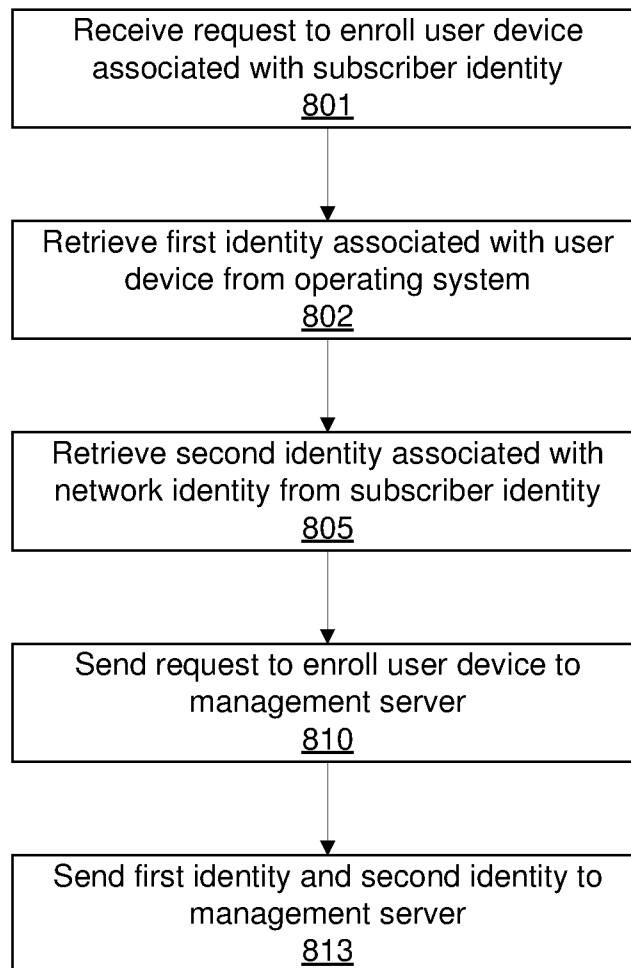 Receive request to enroll user device
associated with subscriber identity
801
Retrieve first identity associated with user
device from operating system
802
Retrieve second identity associated with
network identity from subscriber identity
805
Send request to enroll user device to
management server
810
Send first identity and second identity to
management server
813